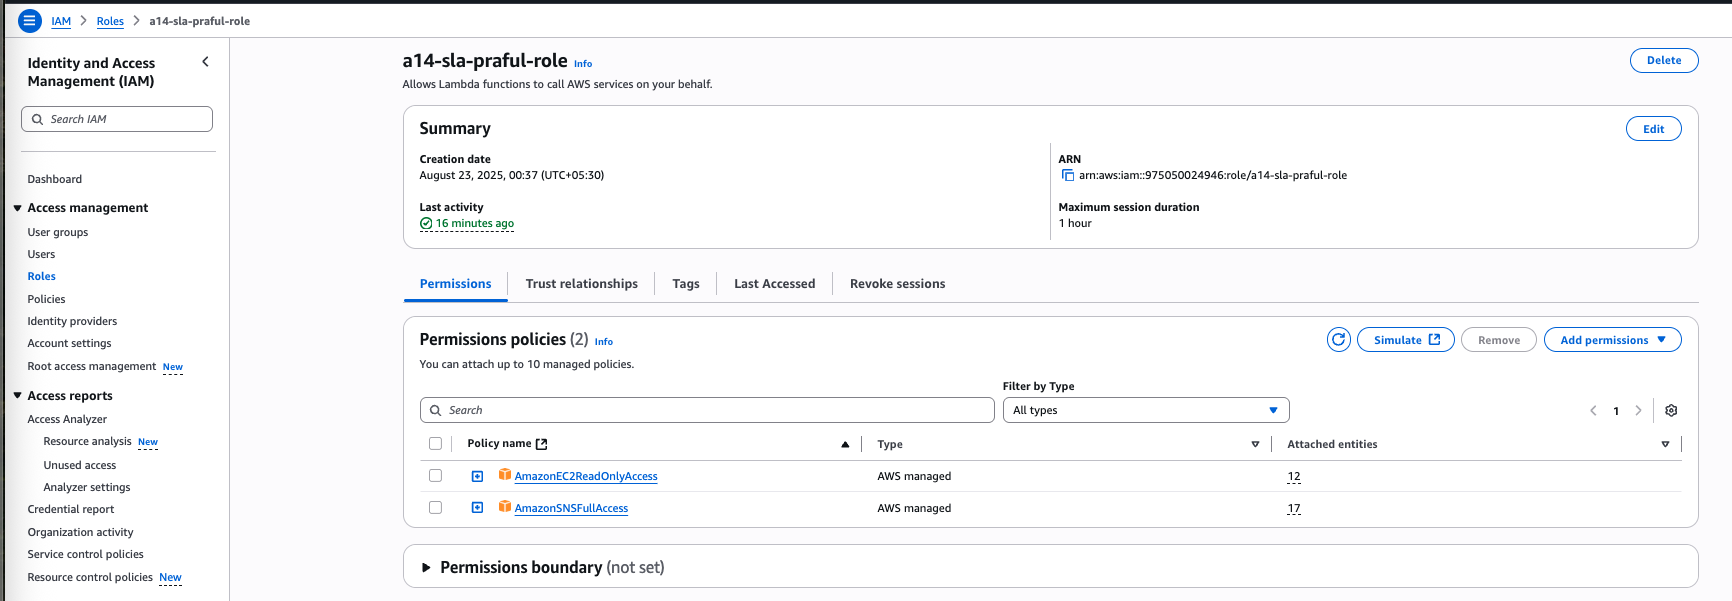 IAM > Roles > a14-sla-praful-role
Identity and Access Management (IAM)
Search IAM
Dashboard
Access management
User groups
Users
Roles
Policies
Identity providers
Account settings
Root access management New
Access reports
Access Analyzer
Resource analysis New
Unused access
Analyzer settings
Credential report
Organization activity
Service control policies
Resource control policies New
a14-sla-praful-role Info
Delete
Allows Lambda functions to call AWS services on your behalf.
Summary
Edit
Creation date
August 23, 2025, 00:37 (UTC+05:30)
ARN
arn:aws:iam::975050024946:role/a14-sla-praful-role
Last activity
16 minutes ago
Maximum session duration
1 hour
Permissions Trust relationships Tags Last Accessed Revoke sessions
Permissions policies (2) Info
Simulate Remove Add permissions
You can attach up to 10 managed policies.
Filter by Type
Search
All types
1
Policy name Type Attached entities
AmazonEC2ReadOnlyAccess AWS managed 12
AmazonSNSFullAccess AWS managed 17
Permissions boundary (not set)